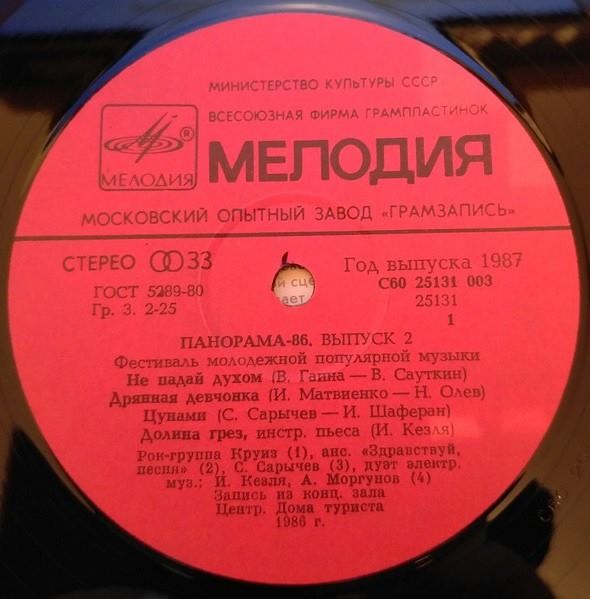 МИНИСТЕРСТВО КУЛЬТУРЫ СССР
ВСЕСОЮЗНАЯ ФИРМА ГРАМПЛАСТИНОК
®
МЕЛОДИЯ
МЕЛОДИЯ
МОСКОВСКИЙ ОПЫТНЫЙ ЗАВОД «ГРАМЗАПИСЬ»
СТЕРЕО 33
Год выпуска 1987
ГОСТ 5289-80
С60 25131 003
Гр. 3. 2-25
25131
1
ПАНОРАМА-86. ВЫПУСК 2
Фестиваль молодежной популярной музыки
Не падай духом (В. Гаина — В. Сауткин)
Дрянная девчонка (И. Матвиенко — Н. Олев)
Цунами (С. Сарычев — И. Шаферан)
Долина грез, инстр. пьеса (И. Кезля)
Рок-группа Круиз (1), анс. «Здравствуй,
песня» (2), С. Сарычев (3), дуэт электр.
муз.: И. Кезля, А. Моргунов (4)
Запись из конц. зала
Центр. Дома туриста
1986 г.